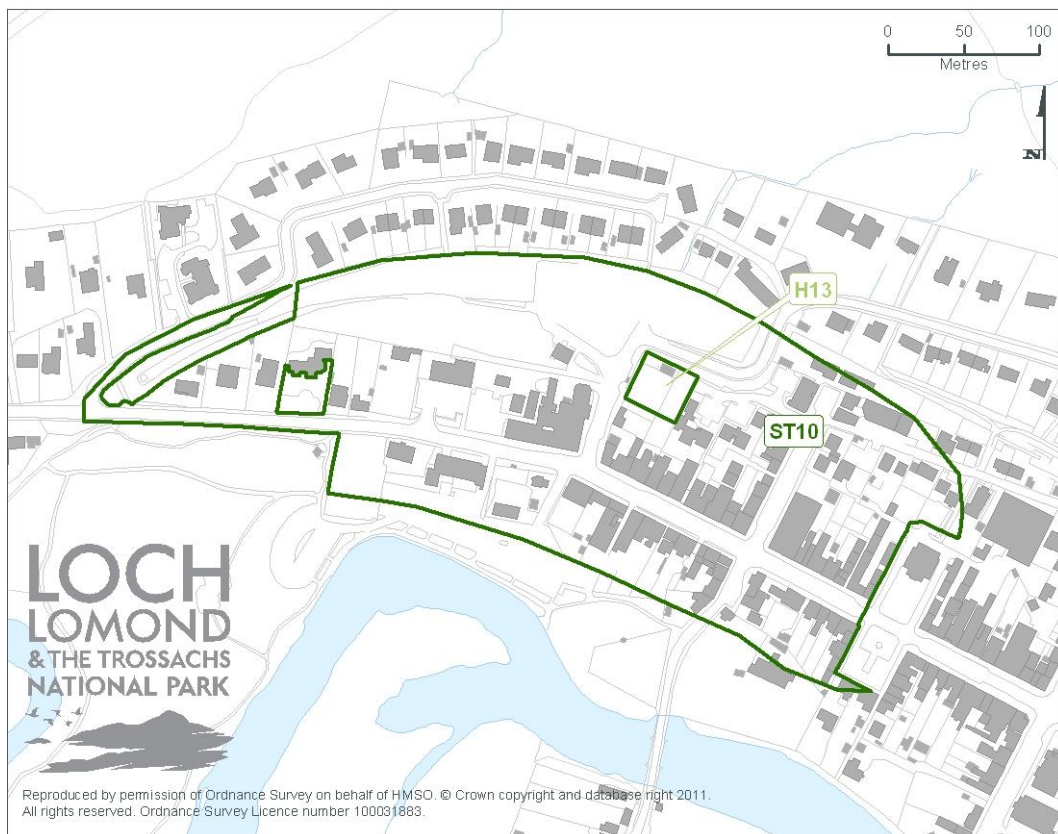 0 50 100
Metres
N
H13
ST10
LOCH
LOMOND
& THE TROSSACHS
NATIONAL PARK
Reproduced by permission of Ordnance Survey on behalf of HMSO. © Crown copyright and database right 2011.
All rights reserved. Ordnance Survey Licence number 100031883.